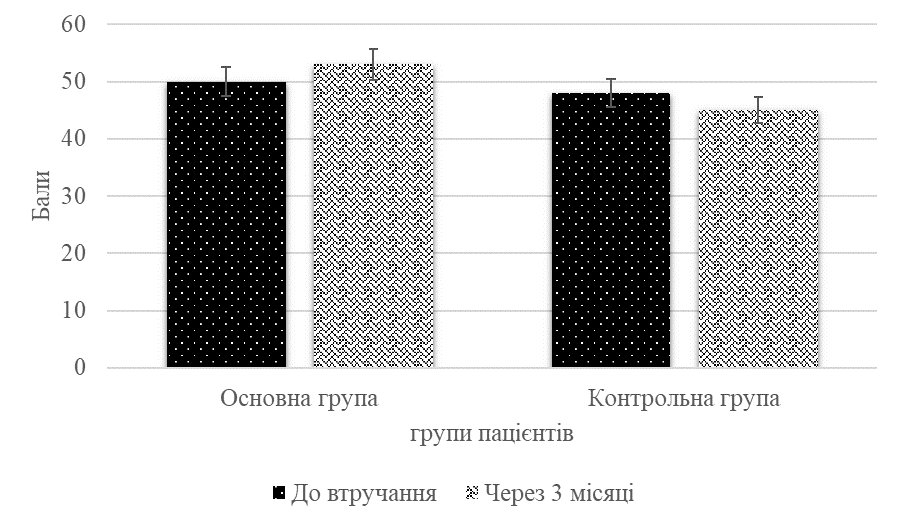 60
50
40
30
20
10
0
Бали
Основна група
Контрольна група
групи пацієнтів
До втручання
Через 3 місяці